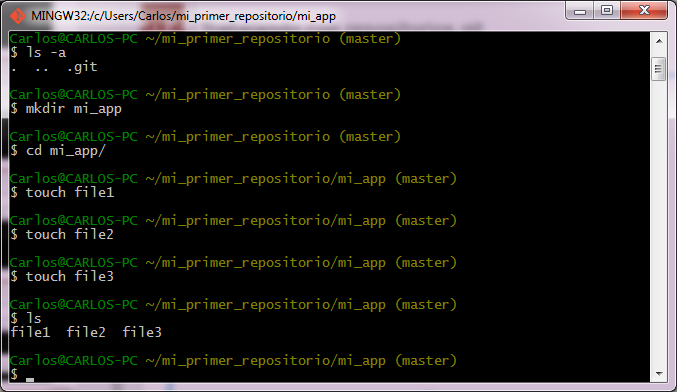 MINGW32:/c/Users/Carlos/mi_primer_repositorio/mi_app
Carlos@CARLOS-PC ~/mi_primer_repositorio (master)
$ ls -a
.  ..  .git
Carlos@CARLOS-PC ~/mi_primer_repositorio (master)
$ mkdir mi_app
Carlos@CARLOS-PC ~/mi_primer_repositorio (master)
$ cd mi_app/
Carlos@CARLOS-PC ~/mi_primer_repositorio/mi_app (master)
$ touch file1
Carlos@CARLOS-PC ~/mi_primer_repositorio/mi_app (master)
$ touch file2
Carlos@CARLOS-PC ~/mi_primer_repositorio/mi_app (master)
$ touch file3
Carlos@CARLOS-PC ~/mi_primer_repositorio/mi_app (master)
$ ls
file1  file2  file3
Carlos@CARLOS-PC ~/mi_primer_repositorio/mi_app (master)
$